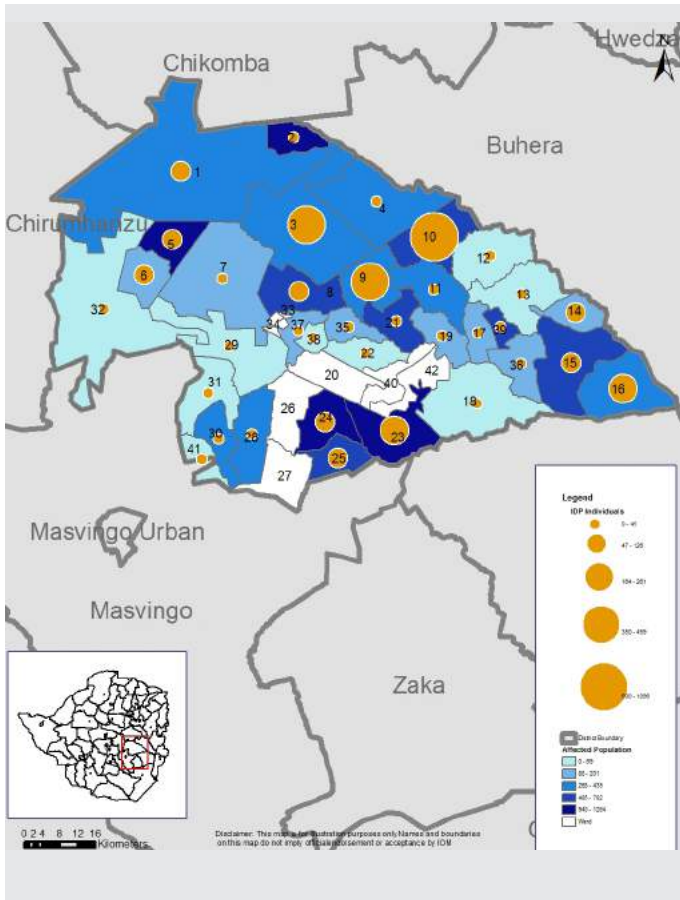 Chikomba
Hwedza
N
Buhera
Chirumhanzu
1
2
3
4
5
6
7
8
9
10
11
12
13
14
15
16
17
18
19
20
21
22
23
24
25
26
27
28
29
30
31
32
33
34
35
36
37
38
39
40
41
42
Masvingo Urban
Masvingo
Zaka
Legend
IDP Individuals
0 - 41
47 - 126
District Boundary
Affected Population
Ward
0 2 4 8 12 16
Kilometers
Disclaimer: This map is for illustration purposes only. Names and boundaries
on this map do not imply official endorsement or acceptance by IOM